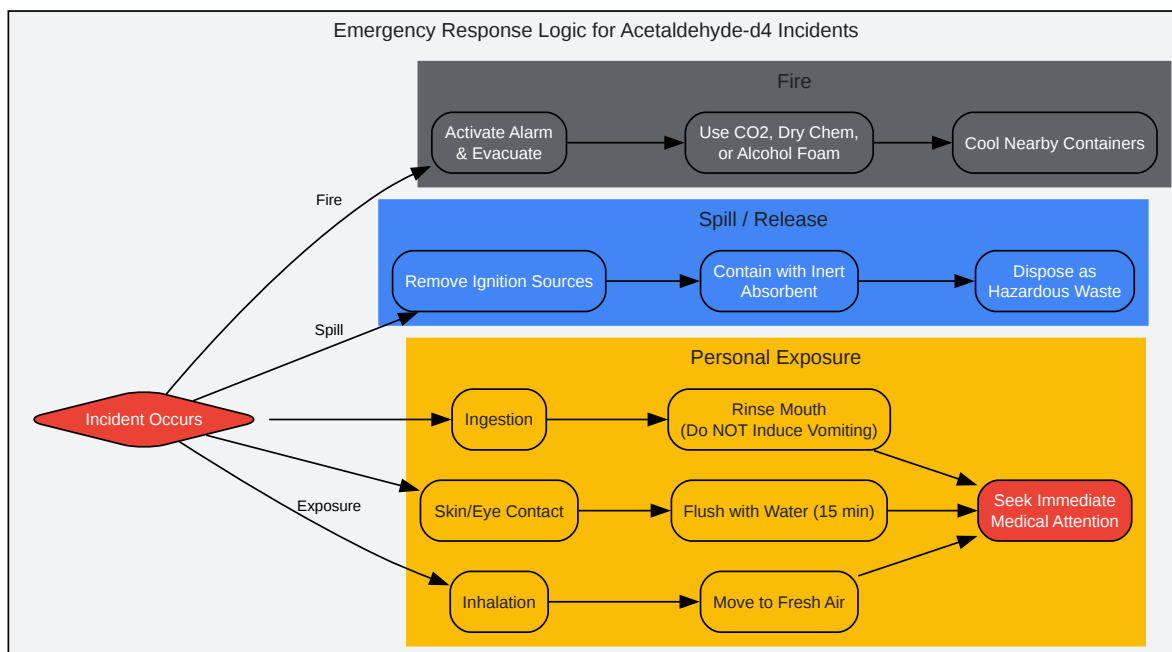 Emergency Response Logic for Acetaldehyde-d4 Incidents
Fire
Activate Alarm
& Evacuate
Use CO2, Dry Chem,
or Alcohol Foam
Cool Nearby Containers
Fire
Spill / Release
Remove Ignition Sources
Contain with Inert
Absorbent
Dispose as
Hazardous Waste
Spill
Personal Exposure
Incident Occurs
Ingestion
Rinse Mouth
(Do NOT Induce Vomiting)
Exposure
Skin/Eye Contact
Flush with Water (15 min)
Seek Immediate
Medical Attention
Inhalation
Move to Fresh Air